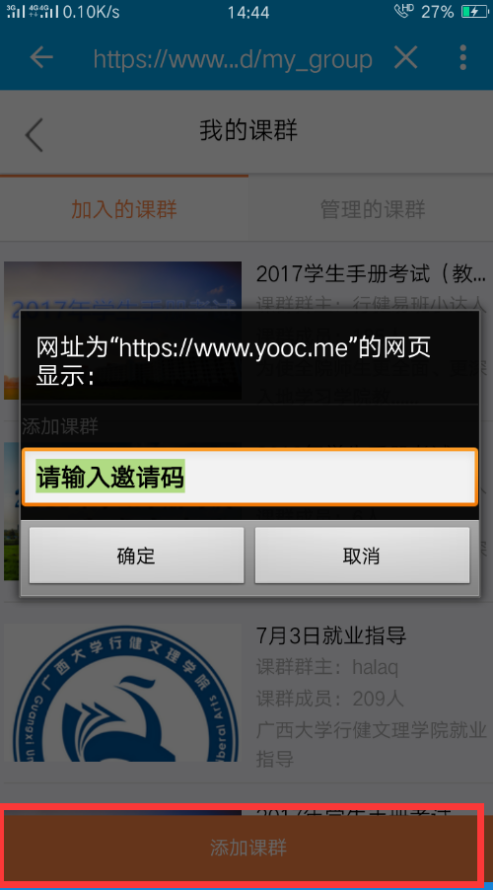 3G 4G 4G 0.10K/s 14:44 HD 27%
https://www...d/my_group
我的课群
加入的课群 管理的课群
2017学生手册考试（教...
课群群主：行健易班小达人
网址为“https://www.yooc.me”的网页
显示：
添加课群
请输入邀请码
确定 取消
7月3日就业指导
课群群主：halaq
课群成员：209人
广西大学行健文理学院就业
指导
广西大学行健文理学院
添加课群